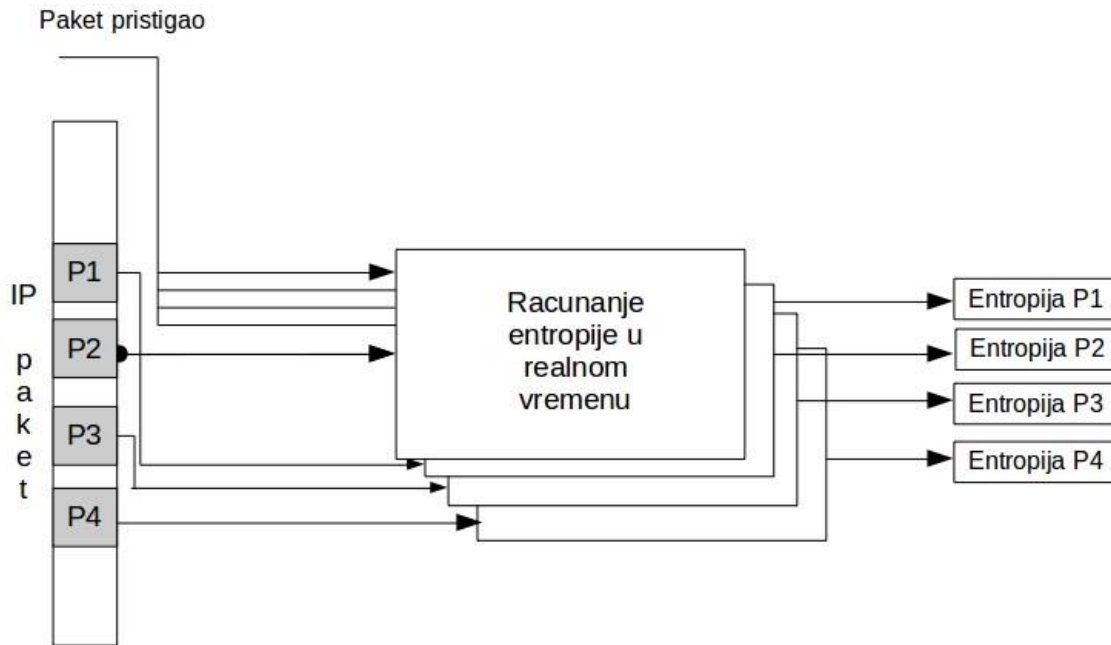 Paket pristigao
IP
paket
P1
P2
P3
P4
Racunanje
entropije u
realnom
vremenu
Entropija P1
Entropija P2
Entropija P3
Entropija P4